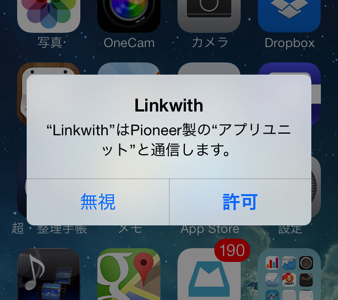 写真
OneCam
カメラ
Dropbox
Linkwith
“Linkwith”はPioneer製の“アプリユニ
ット”と通信します。
無視
許可
超・整理手帳
メモ
App Store
設定
190